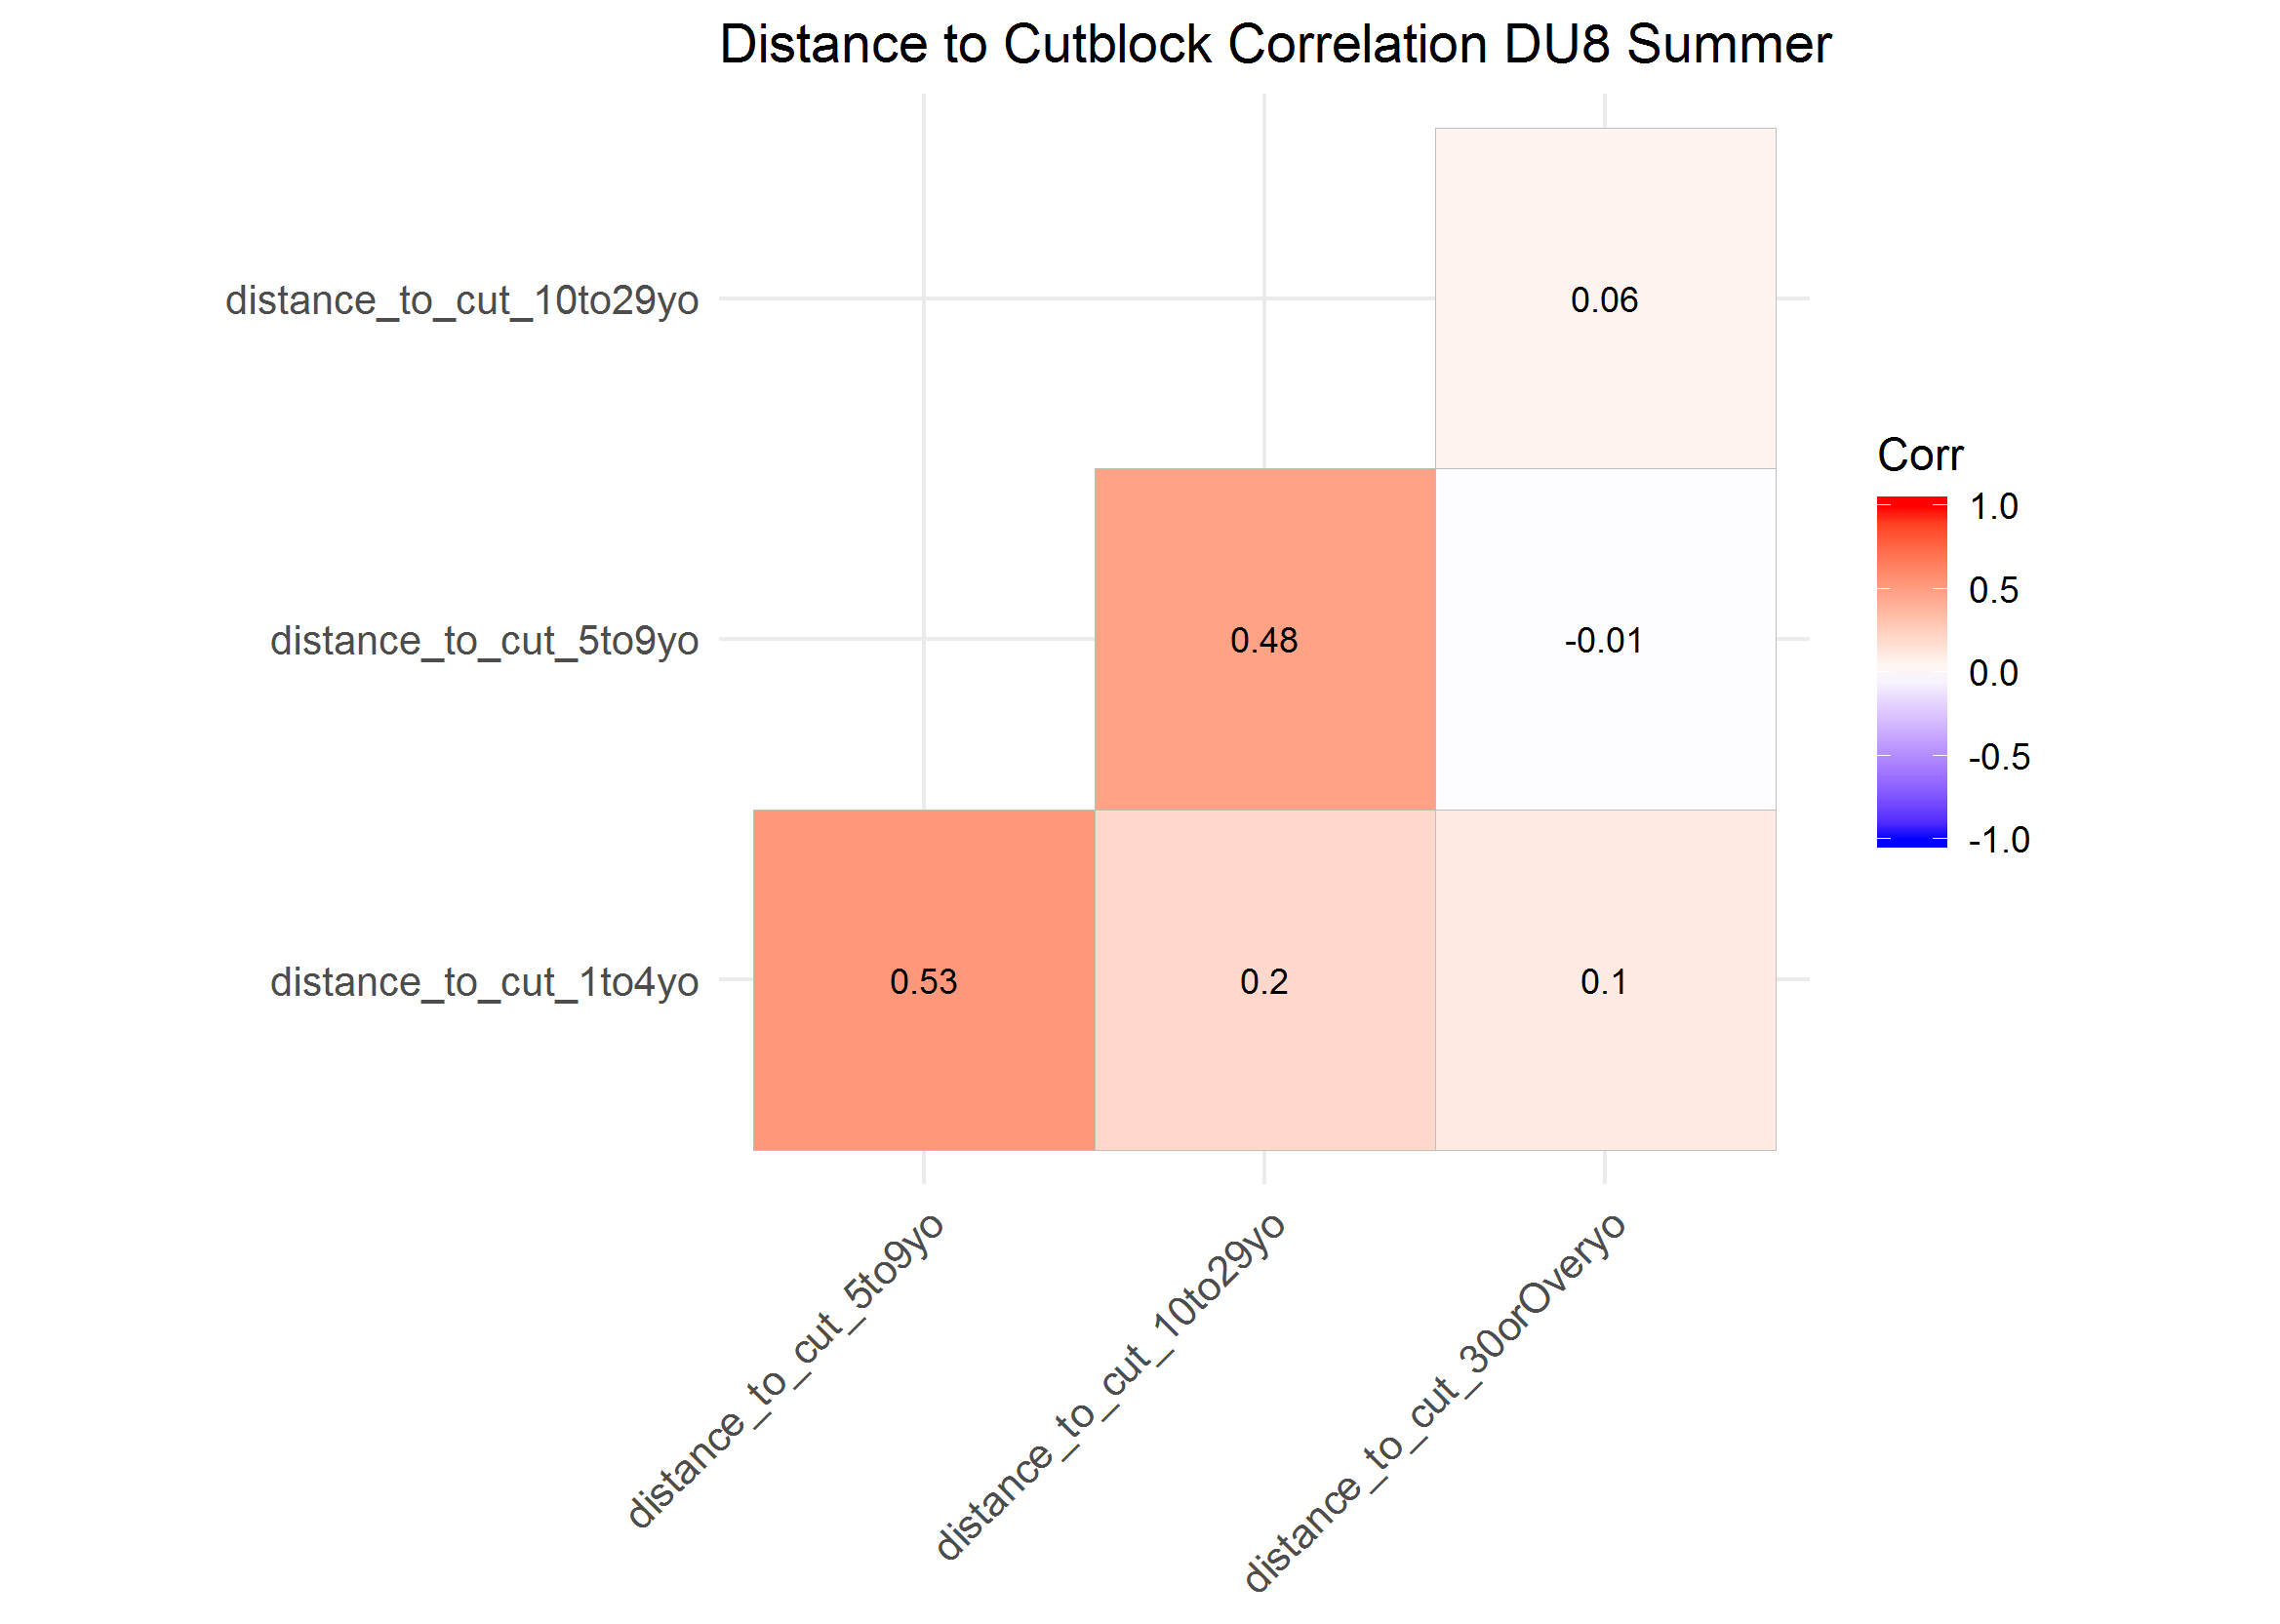 Distance to Cutblock Correlation DU8 Summer
distance_to_cut_10to29yo
0.06
distance_to_cut_5to9yo
0.48
-0.01
distance_to_cut_1to4yo
0.53
0.2
0.1
distance_to_cut_5to9yo
distance_to_cut_10to29yo
distance_to_cut_30orOveryo
Corr
1.0
0.5
0.0
-0.5
-1.0